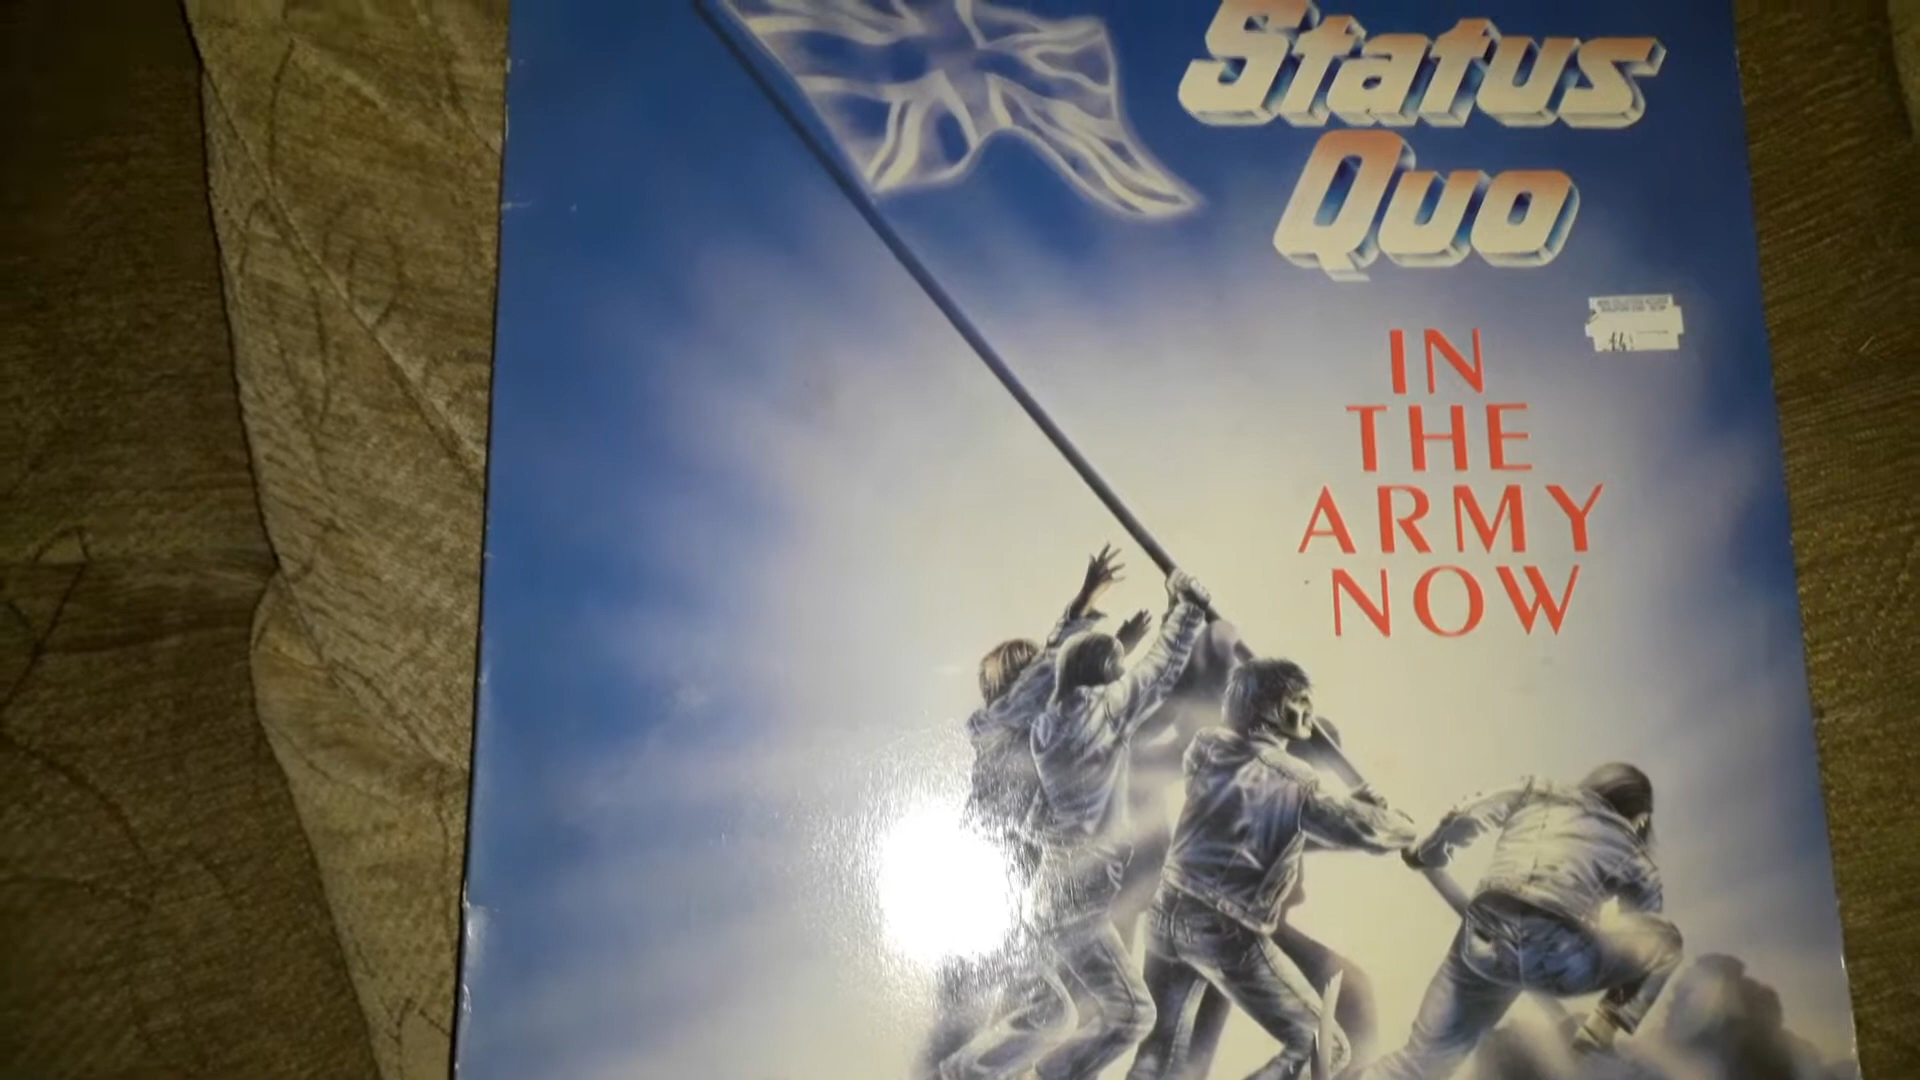 Status
Quo
IN
THE
ARMY
NOW